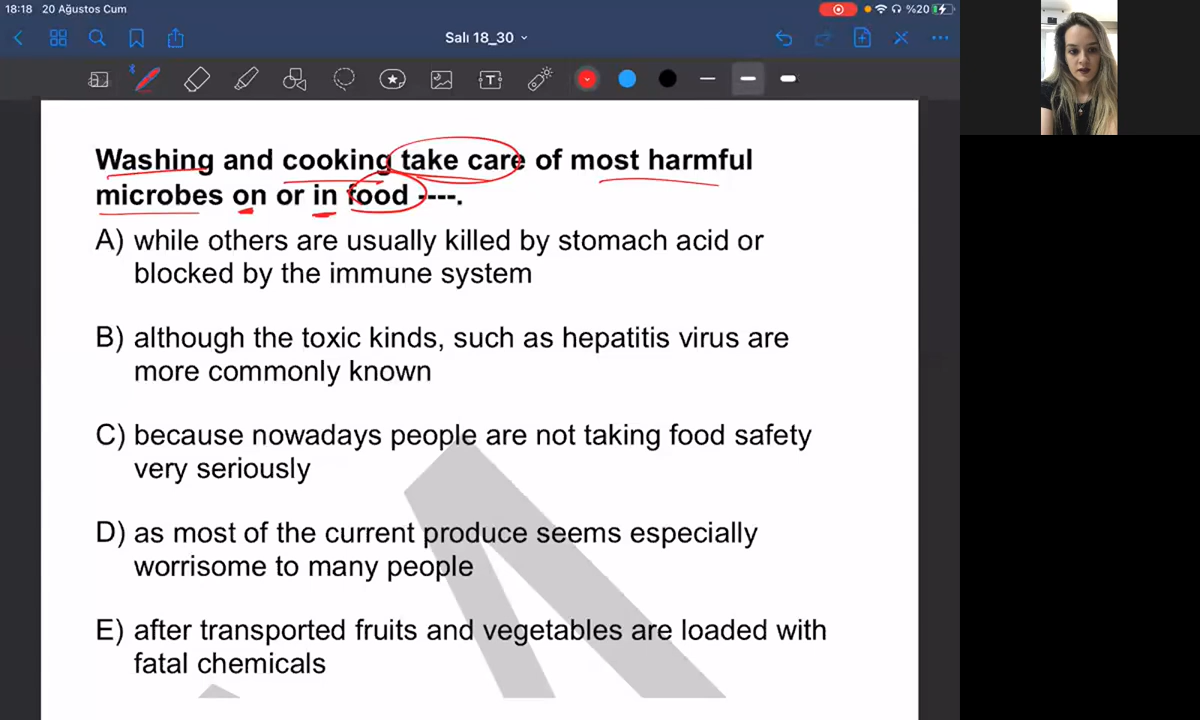 18:18 20 Ağustos Cum
%20
Salı 18_30
Washing and cooking take care of most harmful
microbes on or in food ----.
A) while others are usually killed by stomach acid or
blocked by the immune system
B) although the toxic kinds, such as hepatitis virus are
more commonly known
C) because nowadays people are not taking food safety
very seriously
D) as most of the current produce seems especially
worrisome to many people
E) after transported fruits and vegetables are loaded with
fatal chemicals